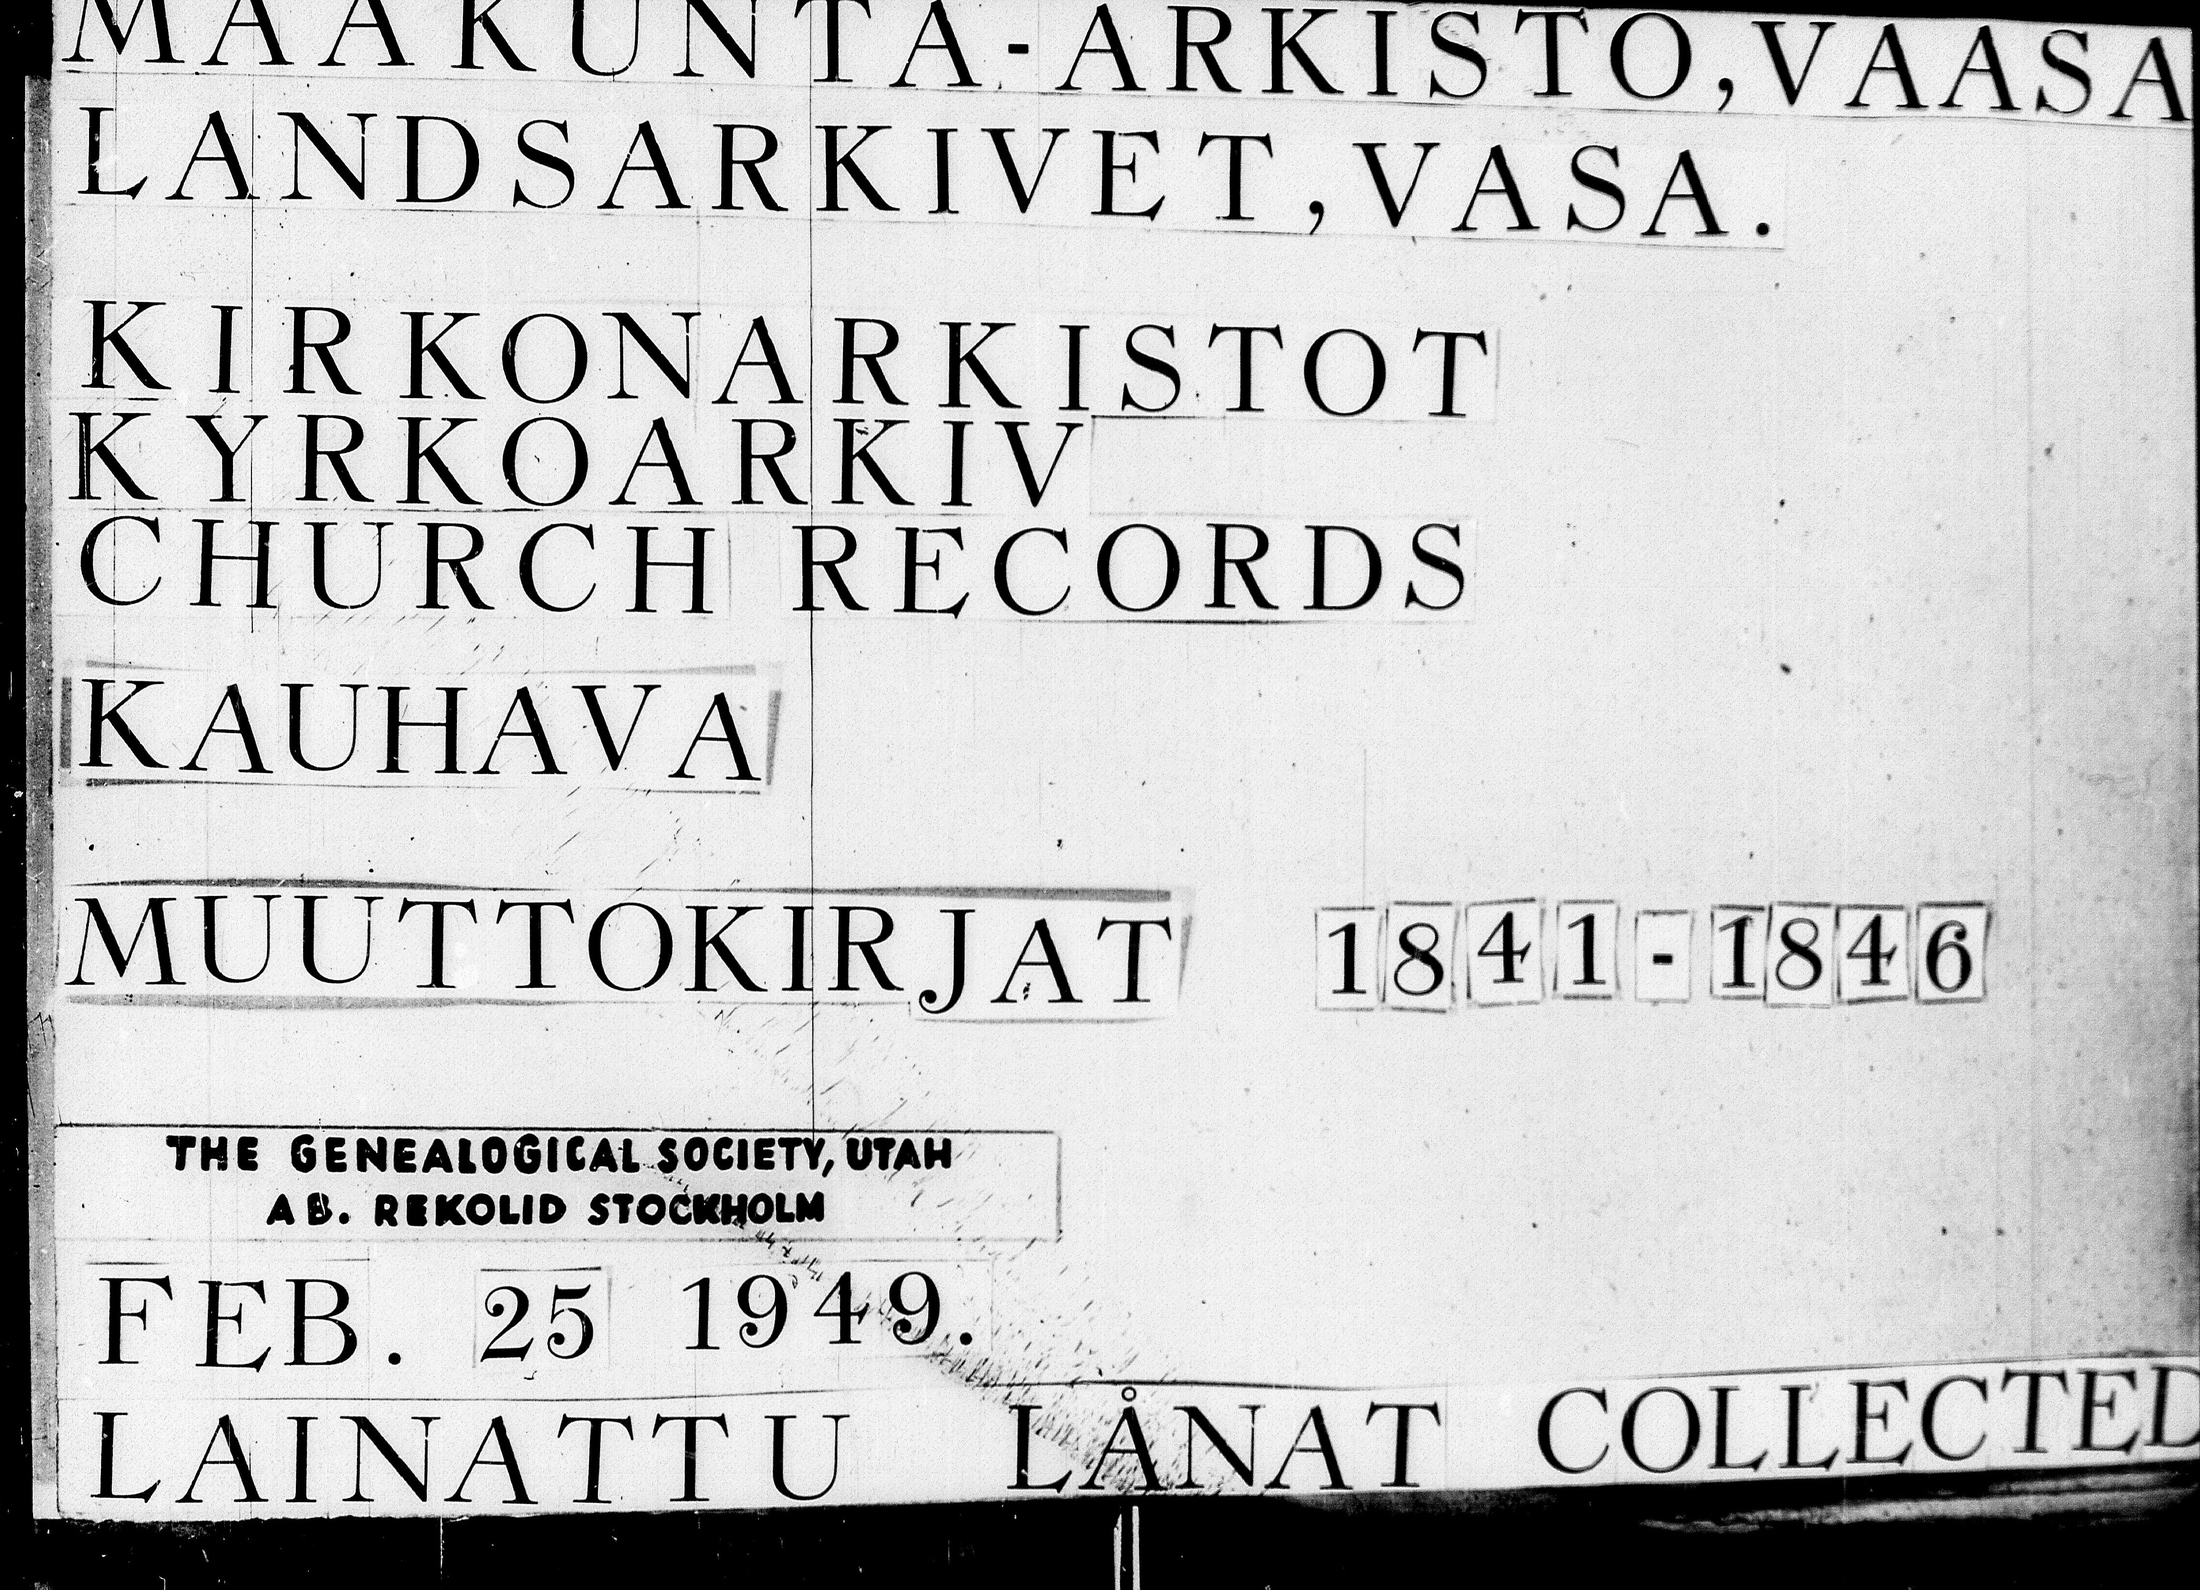 MAAKUNTA-ARKISTO, VAASA
LANDSARKIVET, VASA.
KIRKONARKISTOT
KYRKOARKIV
CHURCH RECORDS
KAUHAVA
MUUTTOKIRJAT 1841-1846
THE GENEALOGICAL SOCIETY, UTAH
AB. REKOLID STOCKHOLM
FEB. 25 1949.
LAINATTU LÅNAT COLLECTED